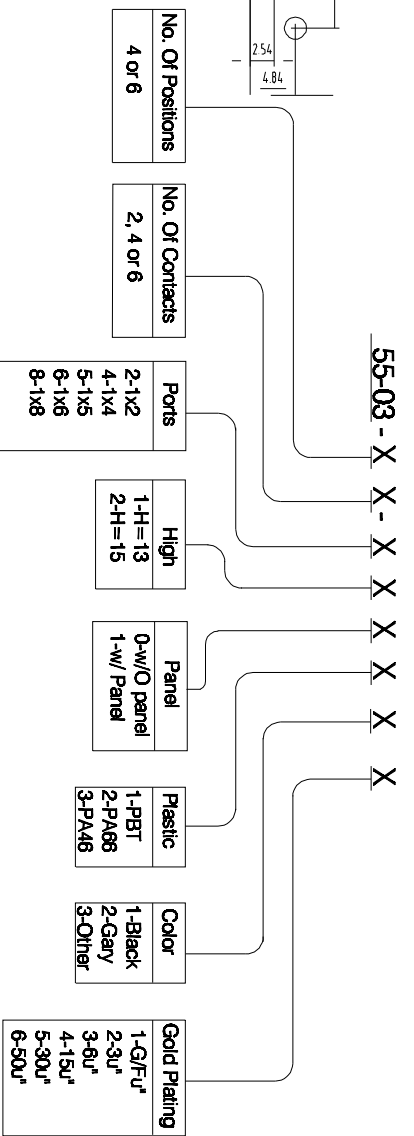 55-03 - X X - X X X X X X
No. Of Positions
4 or 6
No. Of Contacts
2, 4 or 6
Ports
2-1x2
4-1x4
5-1x5
6-1x6
8-1x8
High
1-H=13
2-H=15
Panel
0-w/O panel
1-w/ Panel
Plastic
1-PBT
2-PA66
3-PA46
Color
1-Black
2-Gary
3-Other
Gold Plating
1-G/Fu"
2-3u"
3-6u"
4-15u"
5-30u"
6-50u"
2.54
4.84